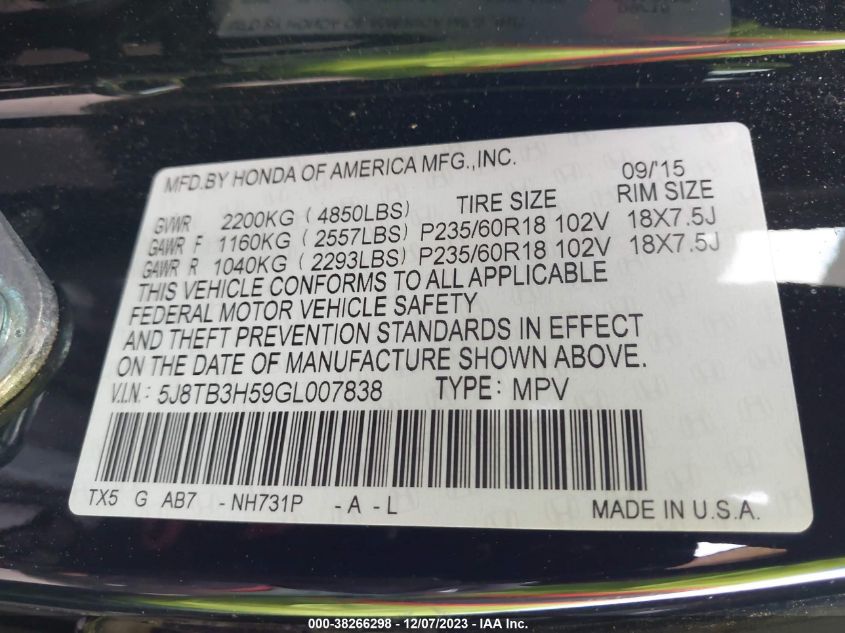 MFD.BY HONDA OF AMERICA MFG.,INC. 09/'15
TIRE SIZE RIM SIZE
GVWR 2200KG (4850LBS)
GAWR F 1160KG (2557LBS) P235/60R18 102V 18X7.5J
GAWR R 1040KG (2293LBS) P235/60R18 102V 18X7.5J
THIS VEHICLE CONFORMS TO ALL APPLICABLE
FEDERAL MOTOR VEHICLE SAFETY
AND THEFT PREVENTION STANDARDS IN EFFECT
ON THE DATE OF MANUFACTURE SHOWN ABOVE.
V.I.N.: 5J8TB3H59GL007838 TYPE: MPV
TX5 G AB7 -NH731P -A -L MADE IN U.S.A.
000-38266298 - 12/07/2023 - IAA Inc.